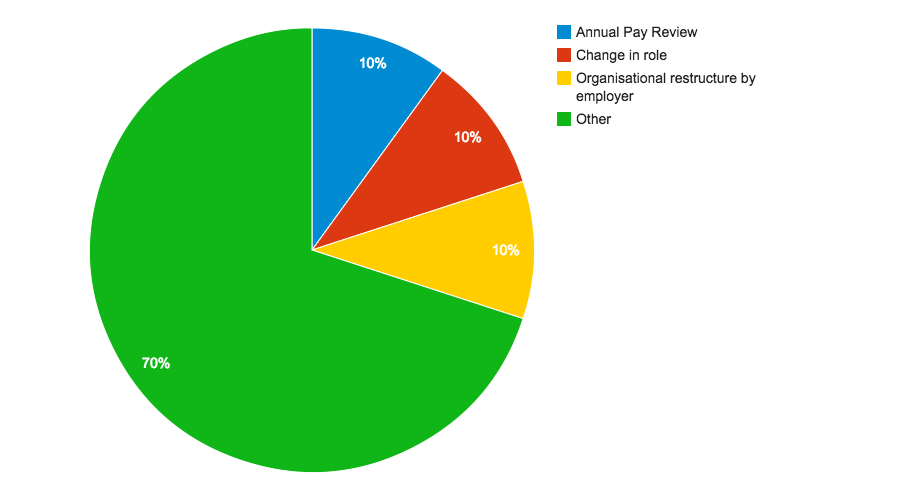 Annual Pay Review
Change in role
Organisational restructure by
employer
Other
10%
10%
10%
70%